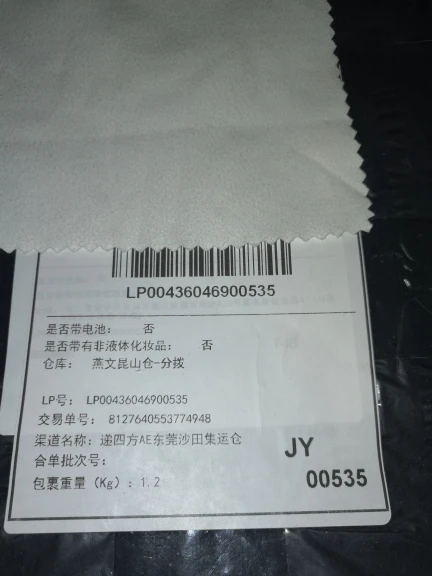 LP00436046900535
是否带电池： 否
是否带有非液体化妆品： 否
仓库： 燕文昆山仓-分拨
LP号： LP00436046900535
交易单号： 8127640553774948
渠道名称：递四方AE东莞沙田集运仓
JY
合单批次号：
00535
包裹重量（Kg）：1.2